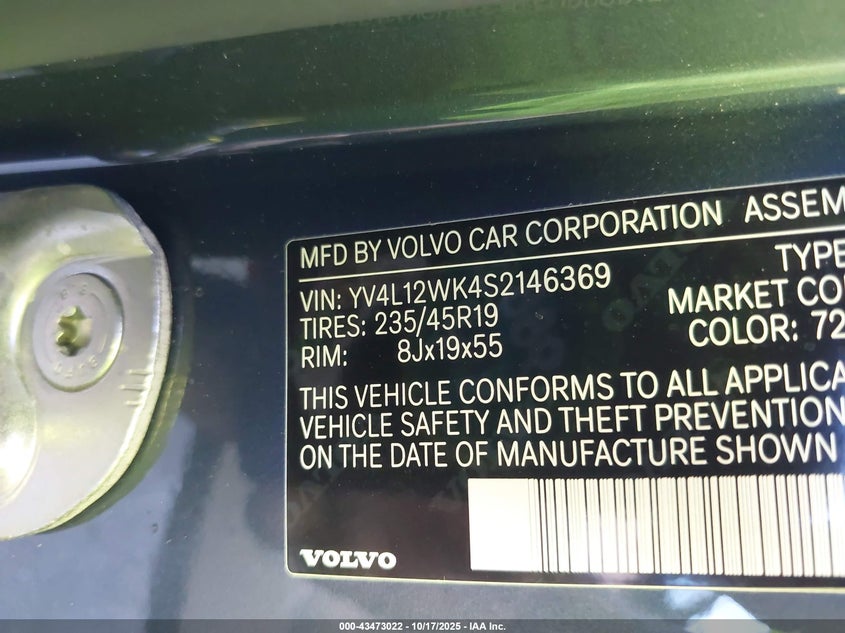 MFD BY VOLVO CAR CORPORATION ASSEM
VIN: YV4L12WK4S2146369 TYPE
TIRES: 235/45R19 MARKET CO
RIM: 8Jx19x55 COLOR: 72
THIS VEHICLE CONFORMS TO ALL APPLICA
VEHICLE SAFETY AND THEFT PREVENTION
ON THE DATE OF MANUFACTURE SHOWN
VOLVO
000-43473022 - 10/17/2025 - IAA Inc.